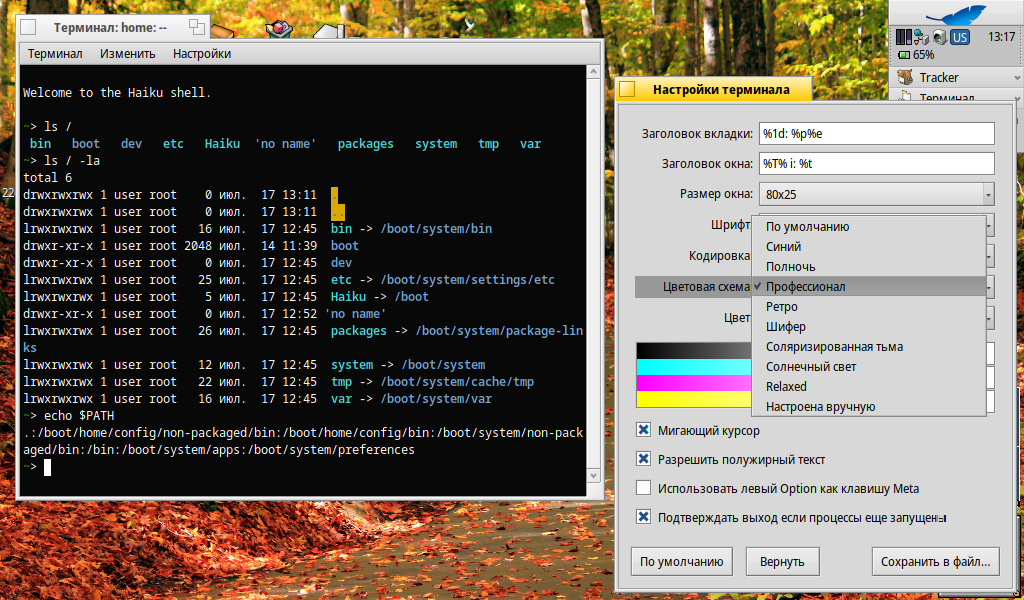 Терминал: home: --
Терминал Изменить Настройки
Welcome to the Haiku shell.
~> ls /
bin boot dev etc Haiku 'no name' packages system tmp var
~> ls / -la
total 6
drwxrwxrwx 1 user root 0 июл. 17 13:11 .
drwxrwxrwx 1 user root 0 июл. 17 13:11 ..
lrwxrwxrwx 1 user root 16 июл. 17 12:45 bin -> /boot/system/bin
drwxr-xr-x 1 user root 2048 июл. 14 11:39 boot
drwxr-xr-x 1 user root 0 июл. 17 12:45 dev
lrwxrwxrwx 1 user root 25 июл. 17 12:45 etc -> /boot/system/settings/etc
lrwxrwxrwx 1 user root 5 июл. 17 12:45 Haiku -> /boot
drwxr-xr-x 1 user root 0 июл. 17 12:52 'no name'
lrwxrwxrwx 1 user root 26 июл. 17 12:45 packages -> /boot/system/package-lin
ks
lrwxrwxrwx 1 user root 12 июл. 17 12:45 system -> /boot/system
lrwxrwxrwx 1 user root 22 июл. 17 12:45 tmp -> /boot/system/cache/tmp
lrwxrwxrwx 1 user root 16 июл. 17 12:45 var -> /boot/system/var
~> echo $PATH
.:/boot/home/config/non-packaged/bin:/boot/home/config/bin:/boot/system/non-pack
aged/bin:/bin:/boot/system/apps:/boot/system/preferences
~>
22
US 13:17
65%
Tracker
Терминал
Настройки терминала
Заголовок вкладки: %1d: %p%e
Заголовок окна: %T% i: %t
Размер окна: 80x25
Шрифт
Кодировка
Цветовая схема
Цвет
По умолчанию
Синий
Полночь
✓ Профессионал
Ретро
Шифер
Соляризированная тьма
Солнечный свет
Relaxed
Настроена вручную
Мигающий курсор
Разрешить полужирный текст
Использовать левый Option как клавишу Meta
Подтверждать выход если процессы еще запущены
По умолчанию Вернуть Сохранить в файл...